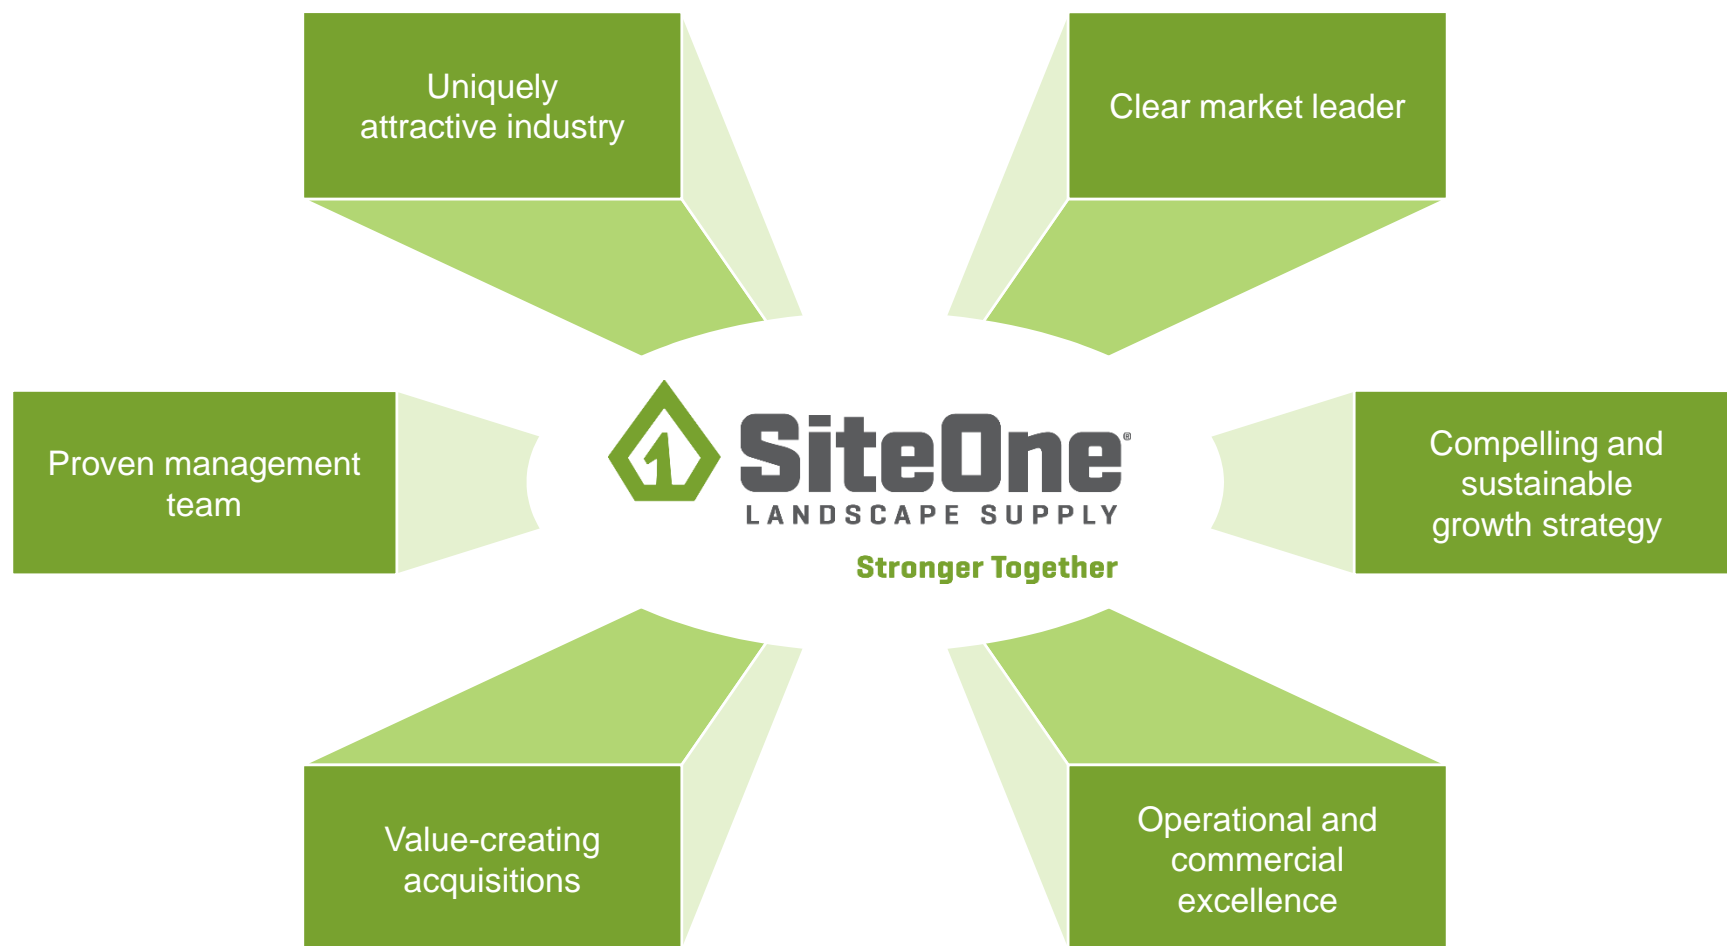 Uniquely
attractive industry
Clear market leader
Proven management
team
1
SiteOne®
LANDSCAPE SUPPLY
Stronger Together
Compelling and
sustainable
growth strategy
Value-creating
acquisitions
Operational and
commercial
excellence